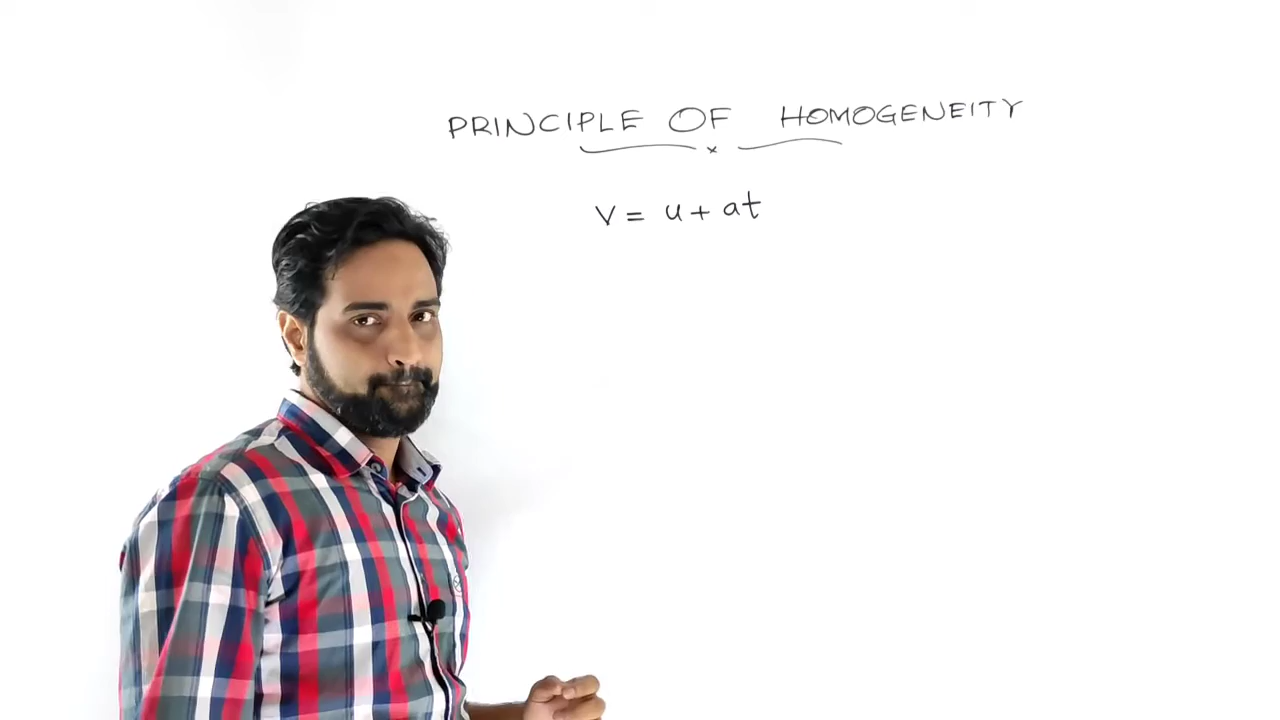 PRINCIPLE OF HOMOGENEITY
v = u + at